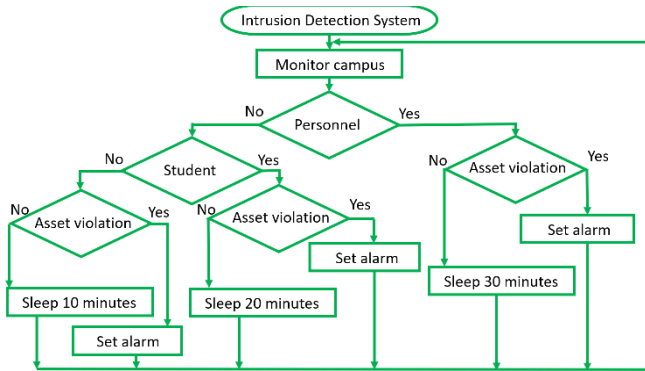 Intrusion Detection System
Monitor campus
No
Personnel
Yes
No
Student
Yes
No
Asset violation
Yes
No
Asset violation
Yes
No
Asset violation
Yes
Set alarm
Set alarm
Sleep 30 minutes
Sleep 10 minutes
Sleep 20 minutes
Set alarm